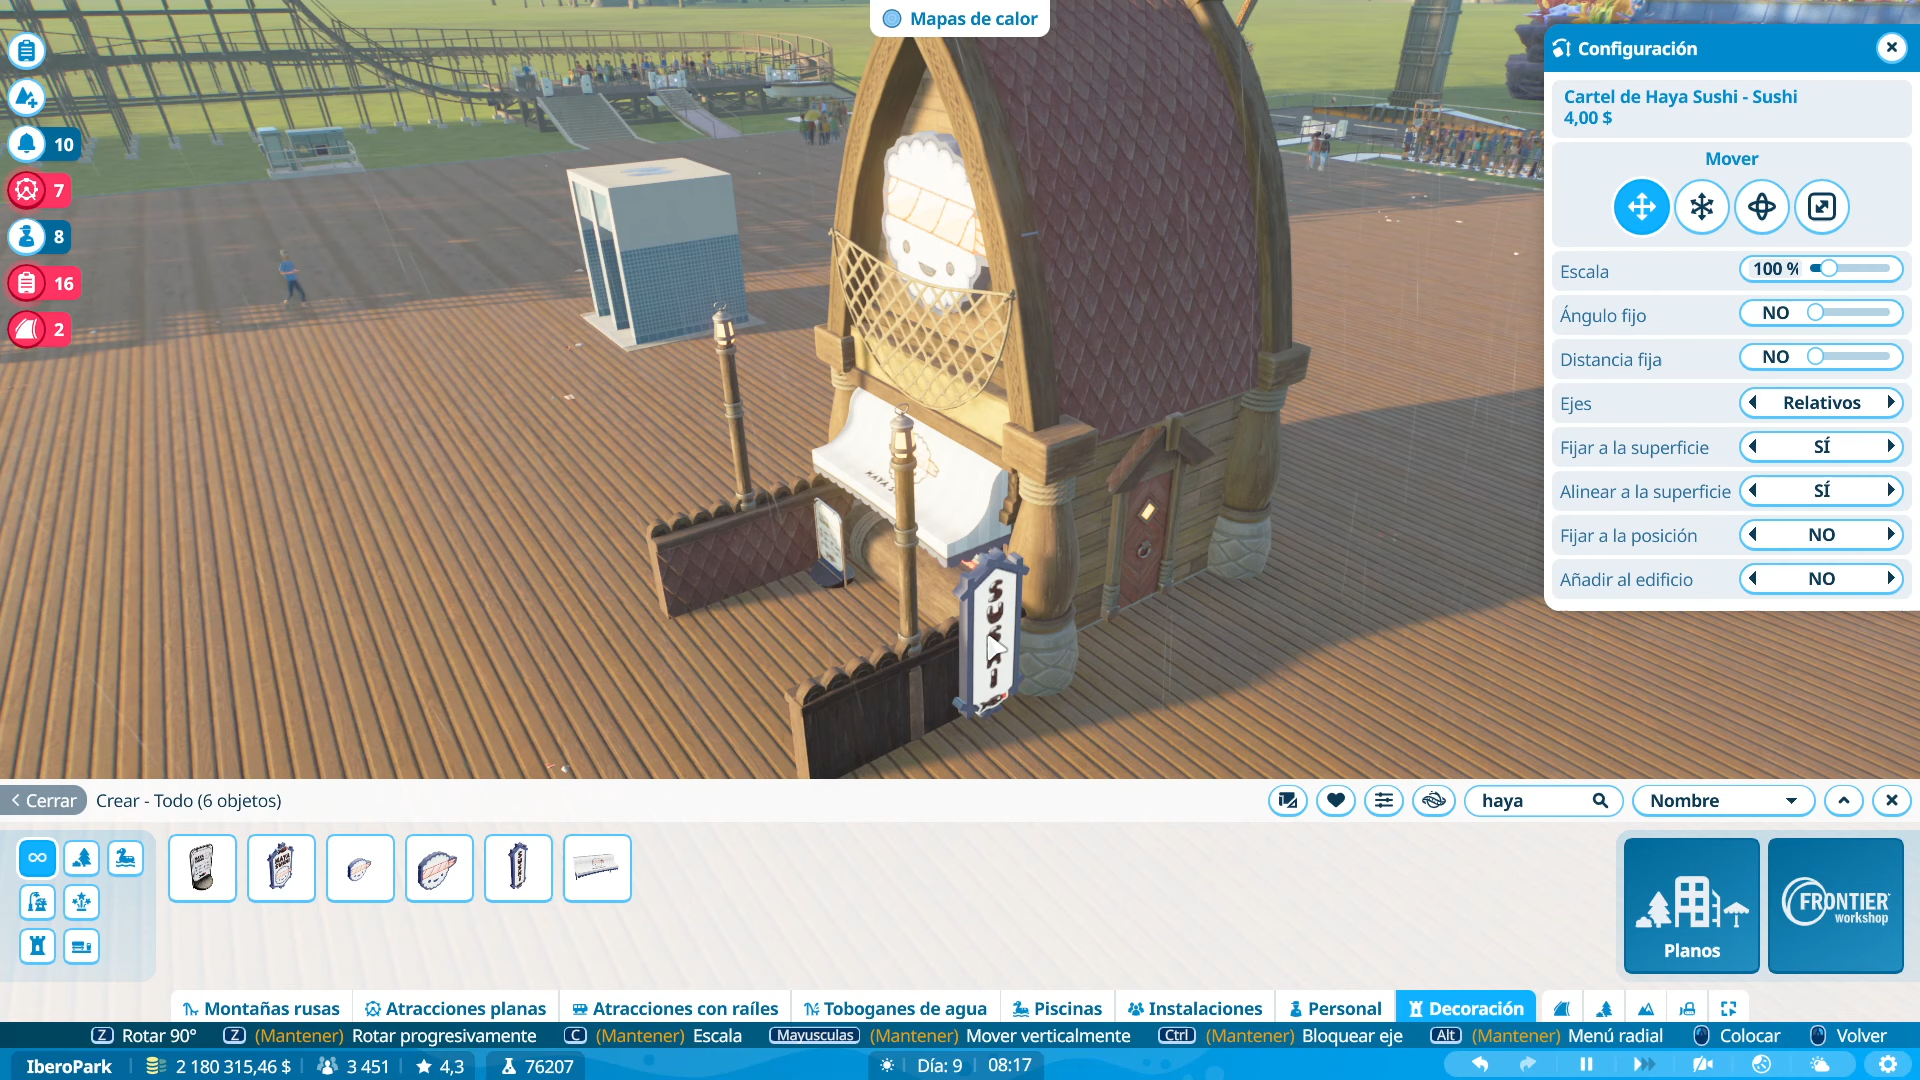 Mapas de calor
10
7
8
16
2
Configuración
Cartel de Haya Sushi - Sushi
4,00 $
Mover
Escala
100 %
Ángulo fijo
NO
Distancia fija
NO
Ejes
Relativos
Fijar a la superficie
SÍ
Alinear a la superficie
SÍ
Fijar a la posición
NO
Añadir al edificio
NO
SUSHI
Cerrar
Crear - Todo (6 objetos)
haya
Nombre
Planos
FRONTIER
workshop
Montañas rusas
Atracciones planas
Atracciones con raíles
Toboganes de agua
Piscinas
Instalaciones
Personal
Decoración
Z Rotar 90° Z (Mantener) Rotar progresivamente C (Mantener) Escala Mayusculas (Mantener) Mover verticalmente Ctrl (Mantener) Bloquear eje Alt (Mantener) Menú radial Colocar Volver
IberoPark 2 180 315,46 $ 3 451 4,3 76207 Día: 9 08:17